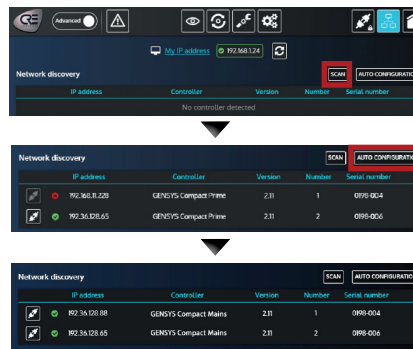 CRE Advanced
My IP address 192.168.1.24
Network discovery SCAN AUTO CONFIGURATION
IP address Controller Version Number Serial number
No controller detected
Network discovery SCAN AUTO CONFIGURATIO
IP address Controller Version Number Serial number
192.168.11.228 GENSYS Compact Prime 2.11 1 0198-004
192.36.128.65 GENSYS Compact Prime 2.11 2 0198-006
Network discovery SCAN AUTO CONFIGURATIO
IP address Controller Version Number Serial number
192.36.128.88 GENSYS Compact Mains 2.11 1 0198-004
192.36.128.65 GENSYS Compact Mains 2.11 2 0198-006